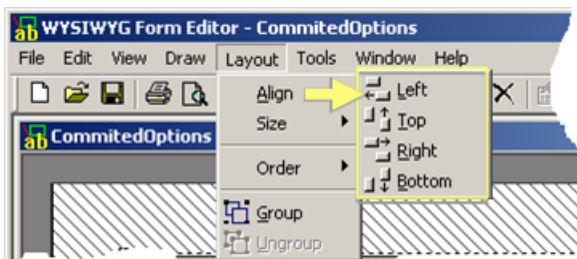 WYSIWYG Form Editor - CommitedOptions
File Edit View Draw Layout Tools Window Help
Align
Left
Size
Top
Right
Order
Bottom
CommitedOptions
Group
Ungroup